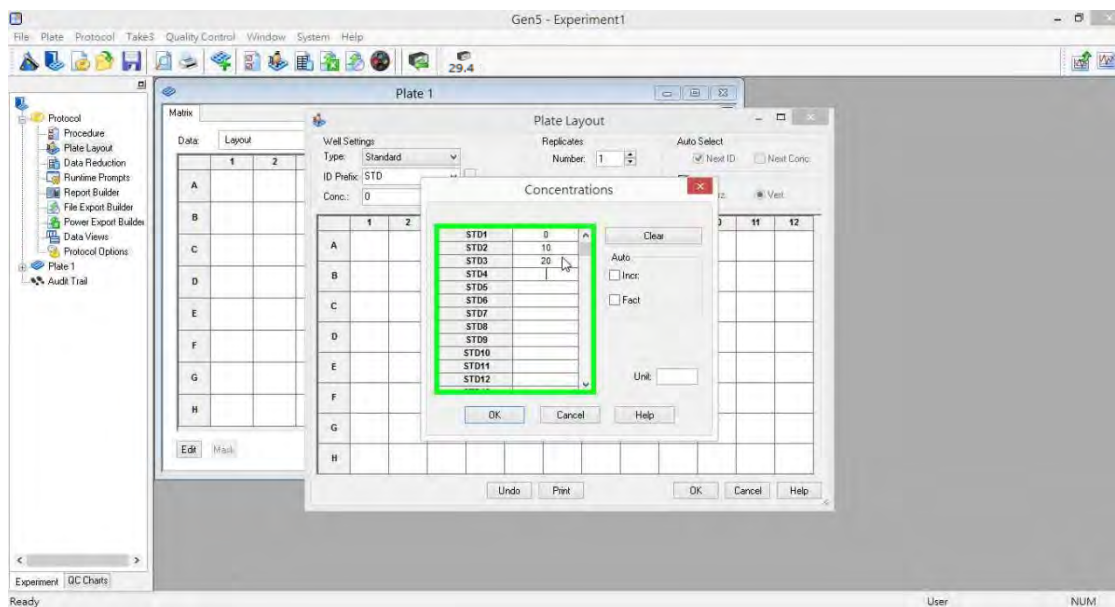 Gen5 - Experiment1
File Plate Protocol Take3 Quality Control Window System Help
29.4
Protocol
Procedure
Plate Layout
Data Reduction
Runtime Prompts
Report Builder
File Export Builder
Power Export Builder
Data Views
Protocol Options
Plate 1
Audit Trail
Experiment QC Charts
Ready
User NUM
Plate 1
Matrix
Data: Layout
1 2
A
B
C
D
E
F
G
H
Edit Mask
Plate Layout
Well Settings Replicates Auto Select
Type: Standard Number: 1 Next ID Next Conc
ID Prefix: STD
Conc.: 0 Vert.
1 2 11 12
A
B
C
D
E
F
G
H
Undo Print OK Cancel Help
Concentrations
STD1 0 Clear
STD2 10
STD3 20 Auto
STD4 Incr:
STD5
STD6 Fact
STD7
STD8
STD9
STD10
STD11
STD12 Unit:
OK Cancel Help